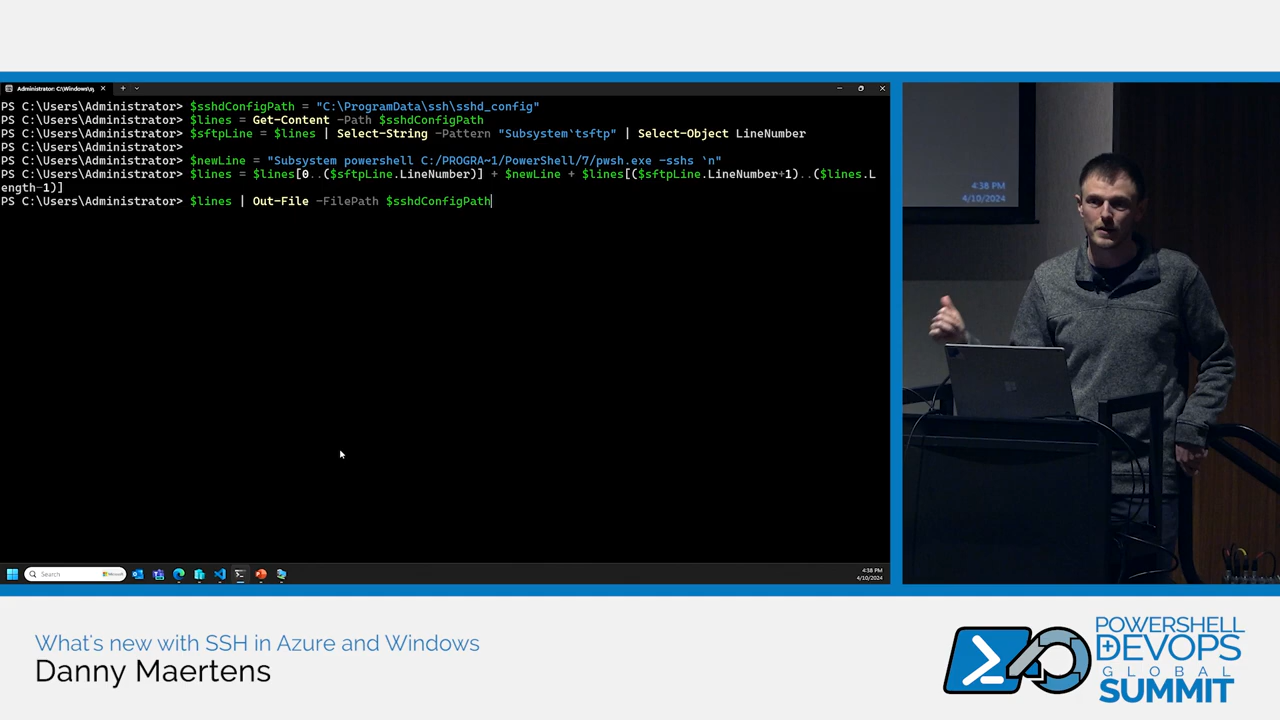 Administrator: C:\Windows\sy
PS C:\Users\Administrator> $sshdConfigPath = "C:\ProgramData\ssh\sshd_config"
PS C:\Users\Administrator> $lines = Get-Content -Path $sshdConfigPath
PS C:\Users\Administrator> $sftpLine = $lines | Select-String -Pattern "Subsystem`tsftp" | Select-Object LineNumber
PS C:\Users\Administrator>
PS C:\Users\Administrator> $newLine = "Subsystem powershell C:/PROGRA~1/PowerShell/7/pwsh.exe -sshs `n"
PS C:\Users\Administrator> $lines = $lines[0..($sftpLine.LineNumber)] + $newLine + $lines[($sftpLine.LineNumber+1)..($lines.L
ength-1)]
PS C:\Users\Administrator> $lines | Out-File -FilePath $sshdConfigPath
Search
Microsoft
4:38 PM
4/10/2024
4:38 PM
4/10/2024
What's new with SSH in Azure and Windows
Danny Maertens
POWERSHELL
DEVOPS
GLOBAL
SUMMIT